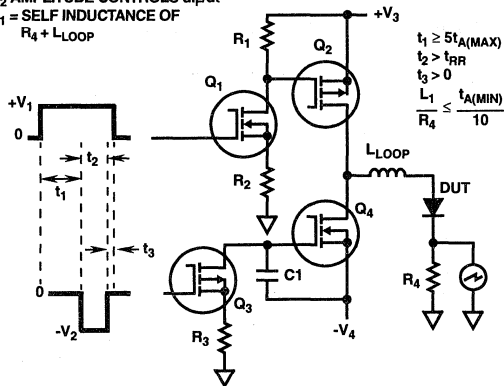 AMPLITUDE CONTROLS di/dt
= SELF INDUCTANCE OF
R4 + LLOOP
+V3
R1
Q2
t1 ≥ 5tA(MAX)
t2 > tRR
t3 > 0
L1/R4 ≤ tA(MIN)/10
Q1
+V1
0
t2
R2
LLOOP
DUT
t1
Q4
t3
C1
R4
0
Q3
-V2
R3
-V4